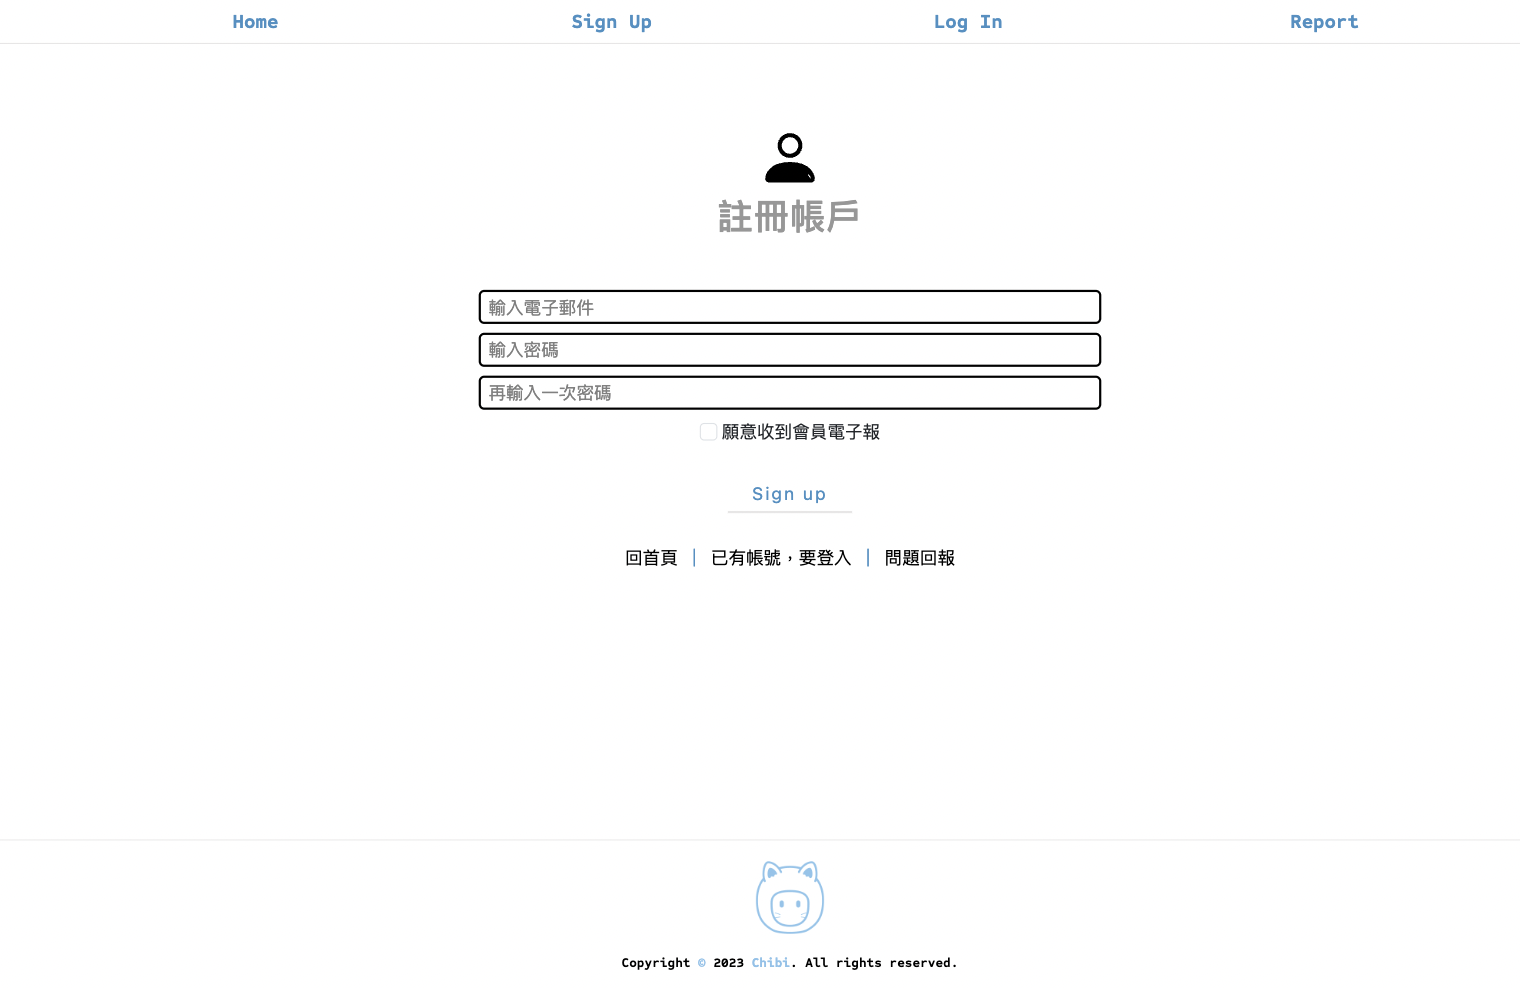 Home Sign Up Log In Report
註冊帳戶
輸入電子郵件
輸入密碼
再輸入一次密碼
願意收到會員電子報
Sign up
回首頁 | 已有帳號，要登入 | 問題回報
Copyright © 2023 Chibi. All rights reserved.